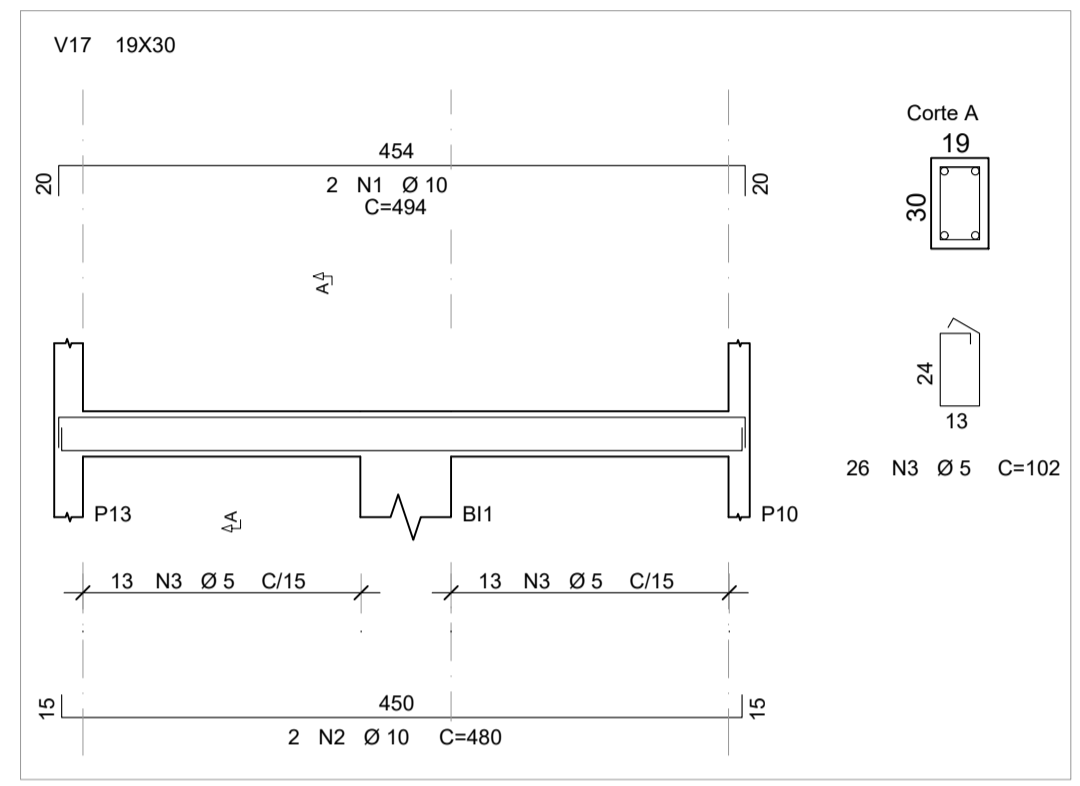 V17 19X30
454
20
20
2 N1 Ø 10
C=494
A
Corte A
19
30
24
13
26 N3 Ø 5 C=102
P13
A
BI1
P10
13 N3 Ø 5 C/15
13 N3 Ø 5 C/15
15
450
15
2 N2 Ø 10 C=480